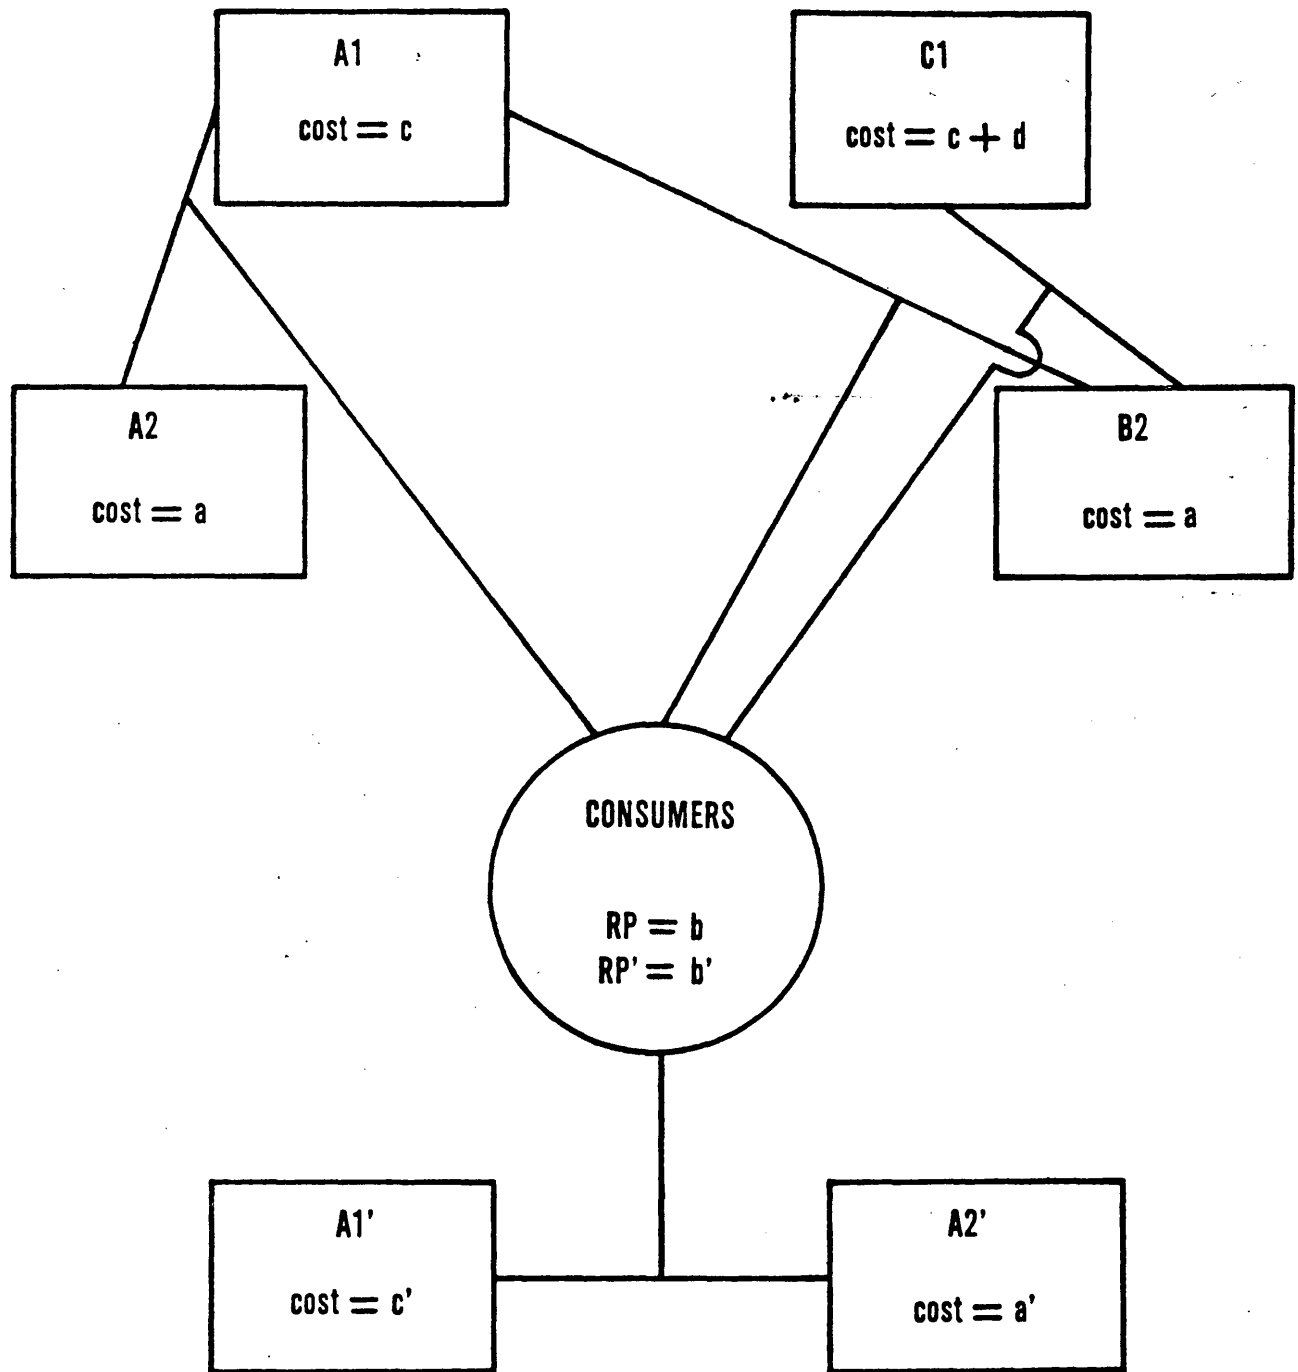 A1
cost = c
C1
cost = c + d
A2
cost = a
B2
cost = a
CONSUMERS
RP = b
RP' = b'
A1'
cost = c'
A2'
cost = a'